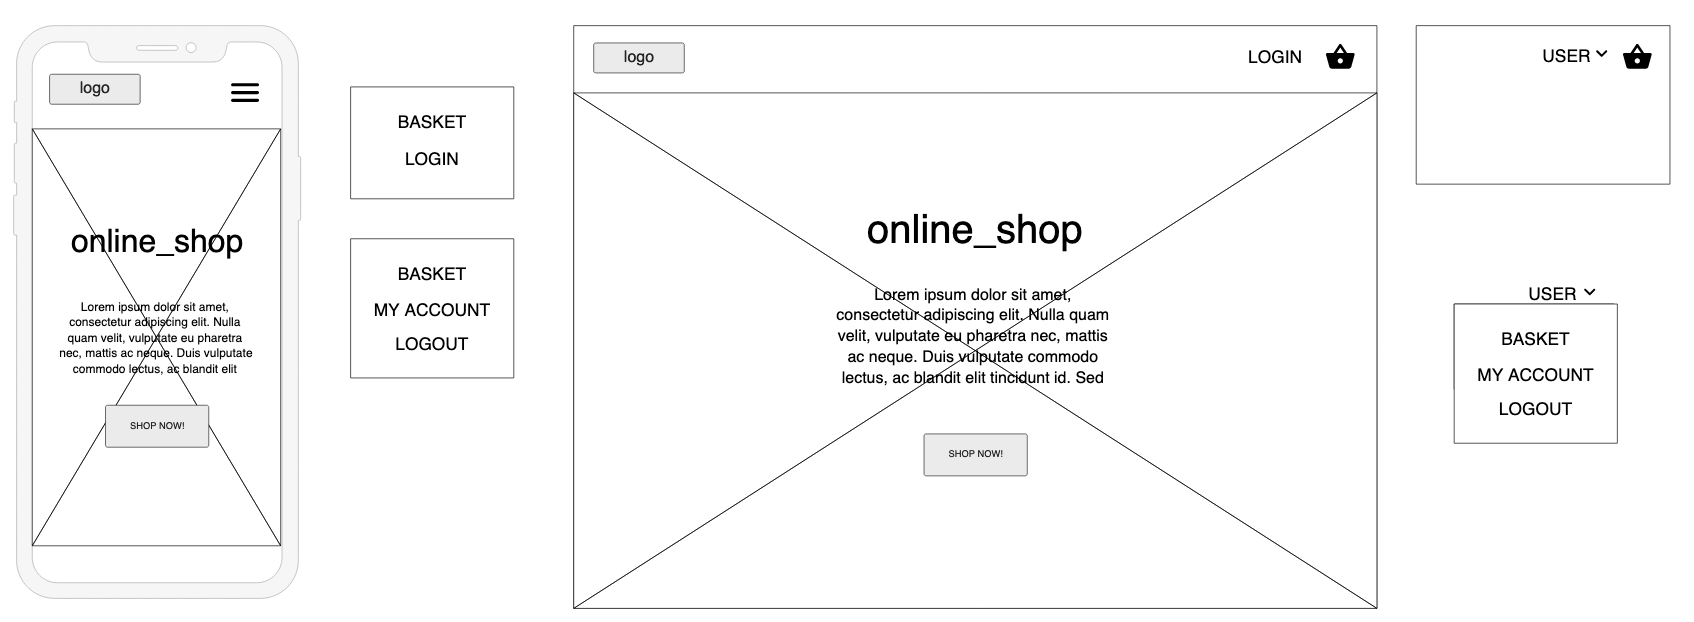 logo
online_shop
Lorem ipsum dolor sit amet,
consectetur adipiscing elit. Nulla
quam velit, vulputate eu pharetra
nec, mattis ac neque. Duis vulputate
commodo lectus, ac blandit elit
SHOP NOW!
BASKET
LOGIN
BASKET
MY ACCOUNT
LOGOUT
logo
LOGIN
online_shop
Lorem ipsum dolor sit amet,
consectetur adipiscing elit. Nulla quam
velit, vulputate eu pharetra nec, mattis
ac neque. Duis vulputate commodo
lectus, ac blandit elit tincidunt id. Sed
SHOP NOW!
USER
USER
BASKET
MY ACCOUNT
LOGOUT